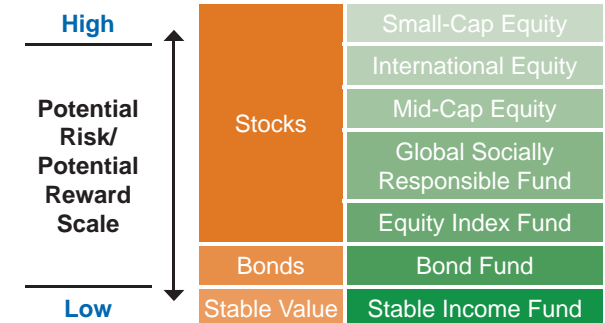 High
Potential
Risk/
Potential
Reward
Scale
Low
Stocks
Bonds
Stable Value
Small-Cap Equity
International Equity
Mid-Cap Equity
Global Socially
Responsible Fund
Equity Index Fund
Bond Fund
Stable Income Fund